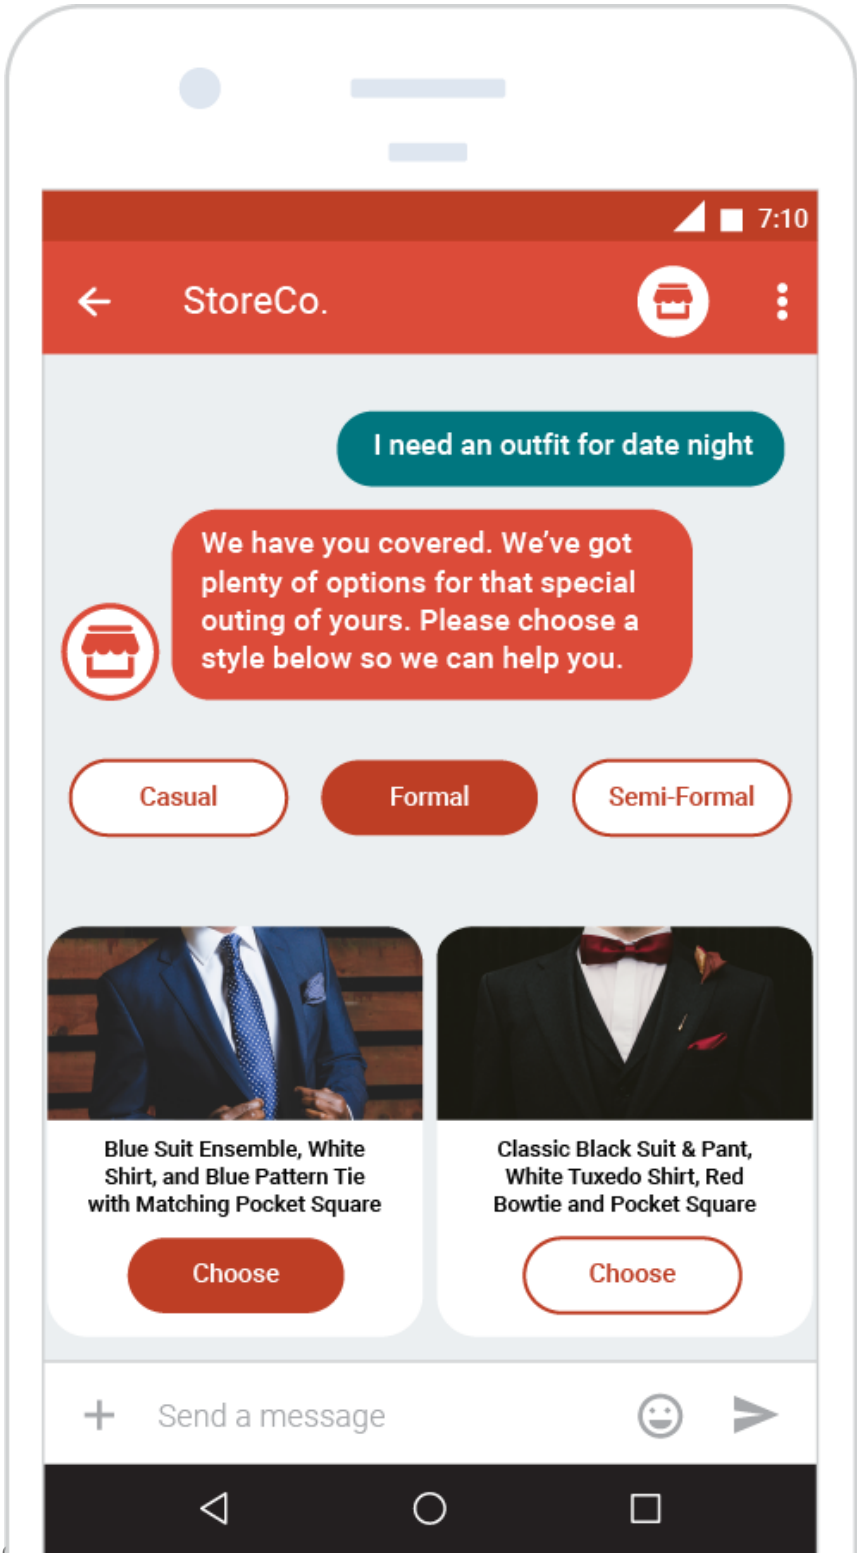 7:10
StoreCo.
I need an outfit for date night
We have you covered. We’ve got
plenty of options for that special
outing of yours. Please choose a
style below so we can help you.
Casual
Formal
Semi-Formal
Blue Suit Ensemble, White
Shirt, and Blue Pattern Tie
with Matching Pocket Square
Choose
Classic Black Suit & Pant,
White Tuxedo Shirt, Red
Bowtie and Pocket Square
Choose
Send a message